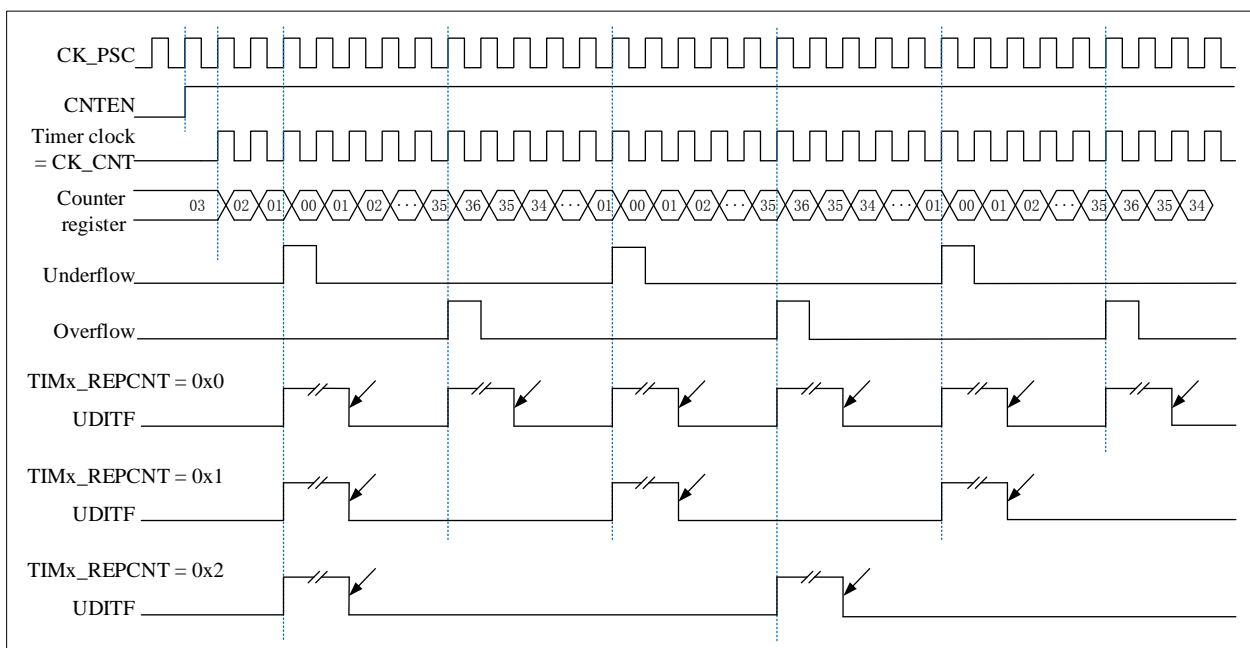 CK_PSC
CNTEN
Timer clock
= CK_CNT
Counter
register
03 02 01 00 01 02 ··· 35 36 35 34 ··· 01 00 01 02 ··· 35 36 35 34 ··· 01 00 01 02 ··· 35 36 35 34
Underflow
Overflow
TIMx_REPCNT = 0x0
UDITF
TIMx_REPCNT = 0x1
UDITF
TIMx_REPCNT = 0x2
UDITF